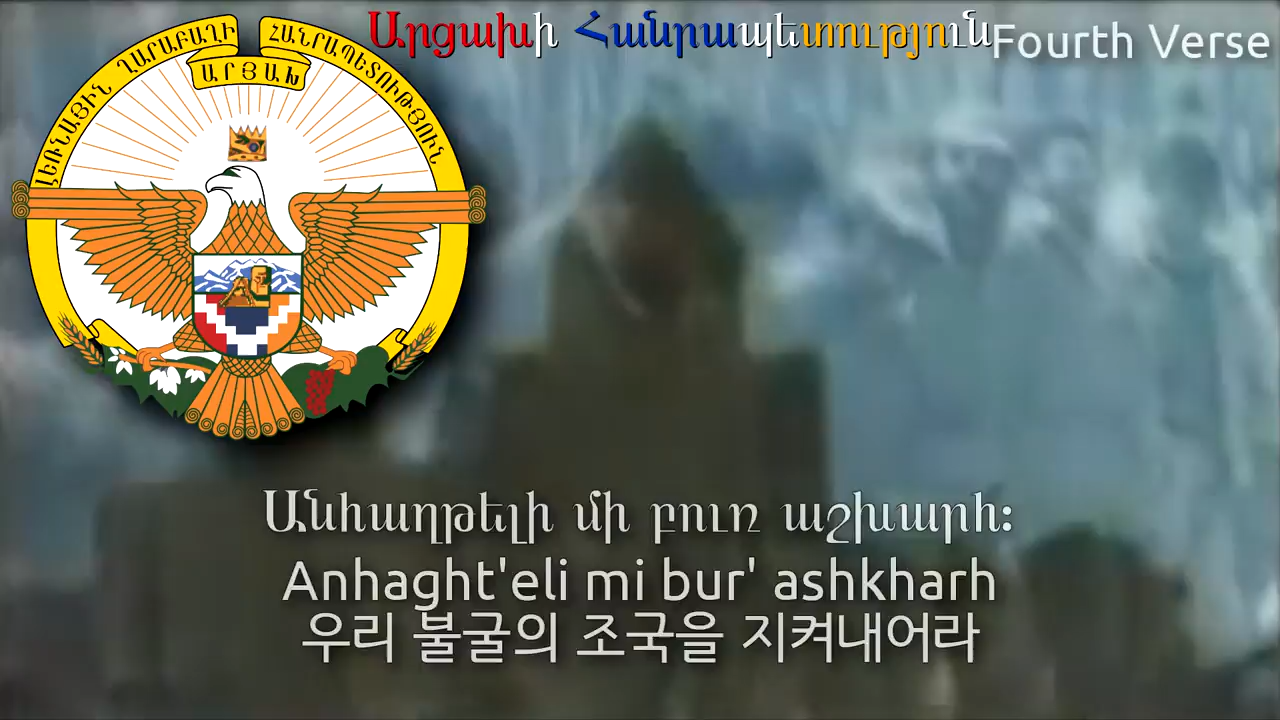 Արցախի Հանրապետություն
Fourth Verse
ԼԵՌՆԱՅԻՆ ՂԱՐԱԲԱՂԻ ՀԱՆՐԱՊԵՏՈՒԹՅՈՒՆ
ԱՐՑԱԽ
Անհաղթելի մի բուռ աշխարհ։
Anhaght'eli mi bur' ashkharh
우리 불굴의 조국을 지켜내어라